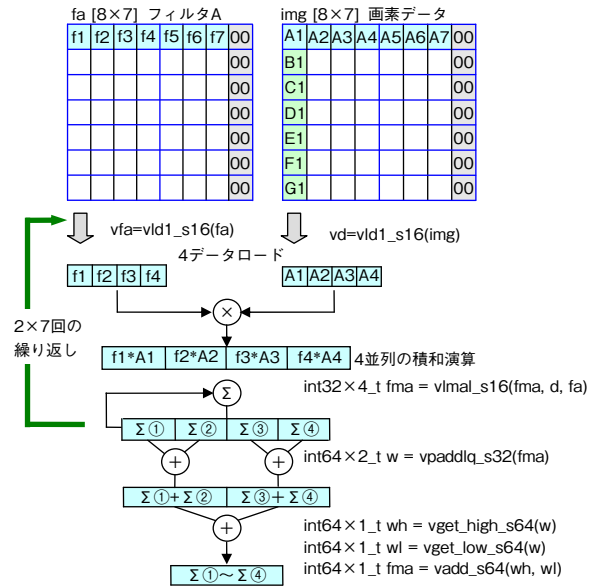 fa [8×7] フィルタA
img [8×7] 画素データ
f1 f2 f3 f4 f5 f6 f7 00
A1 A2 A3 A4 A5 A6 A7 00
00
B1 00
00
C1 00
00
D1 00
00
E1 00
00
F1 00
00
G1 00
vfa=vld1_s16(fa)
vd=vld1_s16(img)
4データロード
f1 f2 f3 f4
A1 A2 A3 A4
×
2×7回の
繰り返し
f1*A1 f2*A2 f3*A3 f4*A4
4並列の積和演算
int32×4_t fma = vlmal_s16(fma, d, fa)
Σ
Σ① Σ② Σ③ Σ④
+ +
int64×2_t w = vpaddlq_s32(fma)
Σ①+Σ② Σ③+Σ④
+
int64×1_t wh = vget_high_s64(w)
int64×1_t wl = vget_low_s64(w)
int64×1_t fma = vadd_s64(wh, wl)
Σ①～Σ④